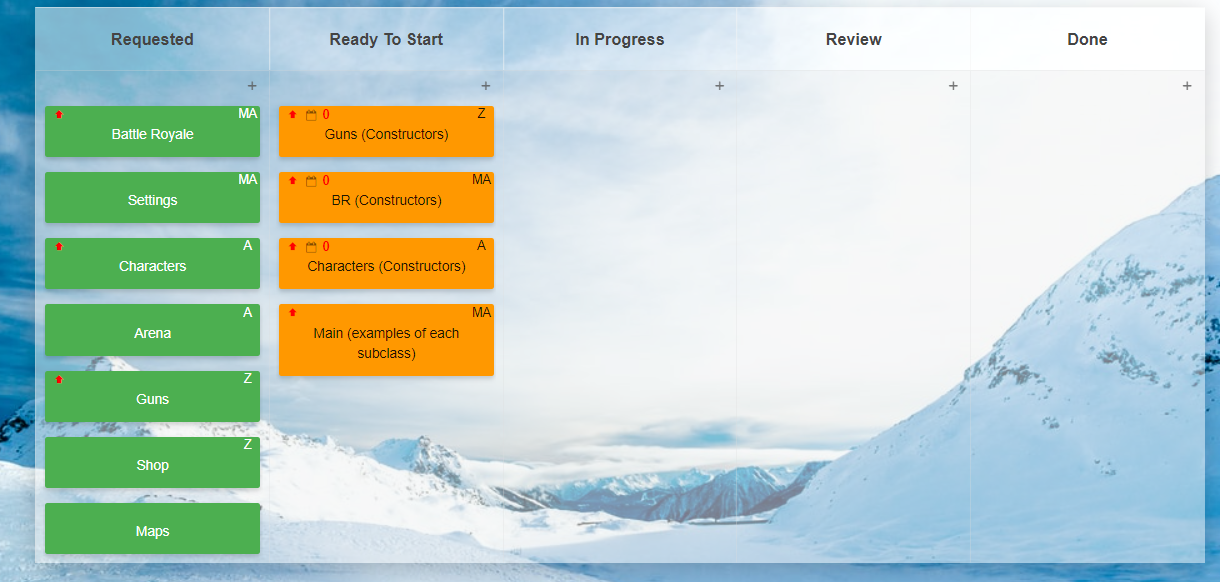 Requested
Ready To Start
In Progress
Review
Done
+
+
+
+
+
MA
Battle Royale
MA
Settings
A
Characters
A
Arena
Z
Guns
Z
Shop
Maps
0
Z
Guns (Constructors)
0
MA
BR (Constructors)
0
A
Characters (Constructors)
MA
Main (examples of each
subclass)